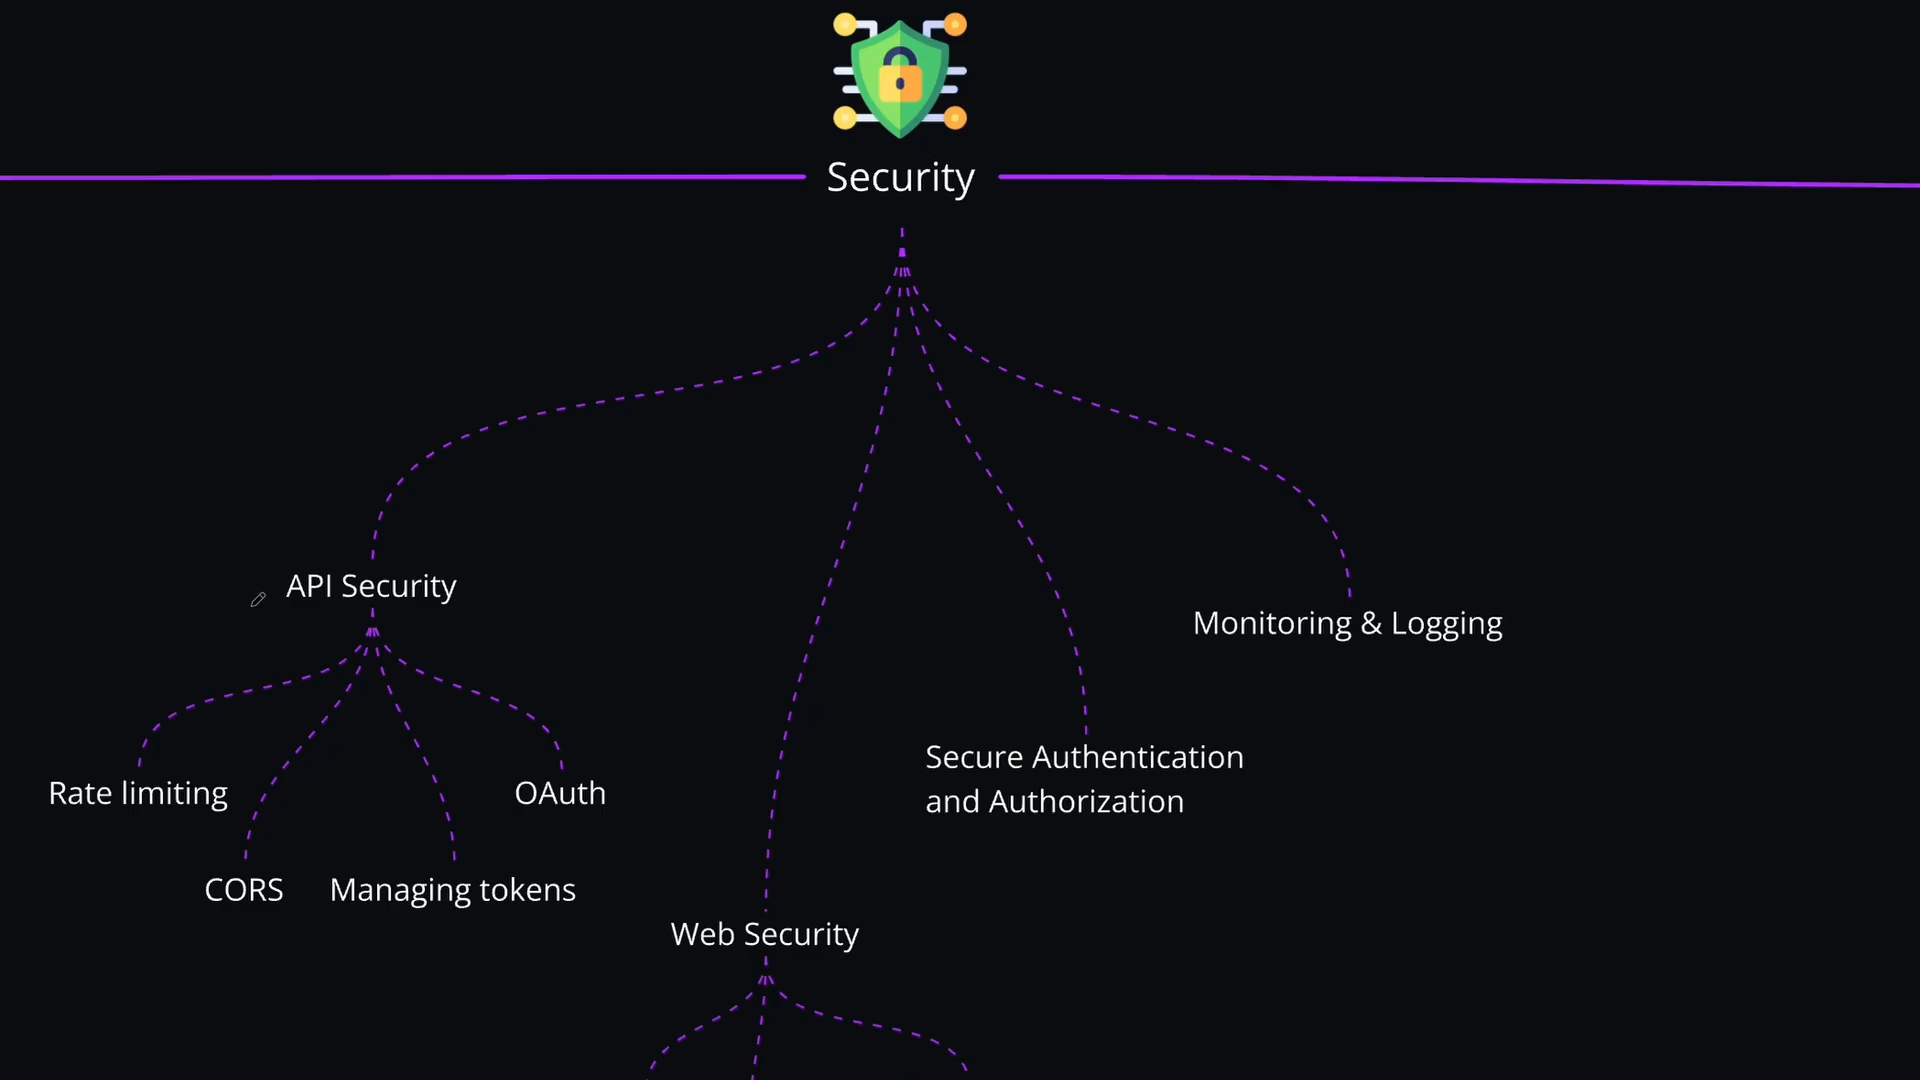 Security
API Security
Monitoring & Logging
Secure Authentication
and Authorization
Rate limiting
OAuth
CORS
Managing tokens
Web Security